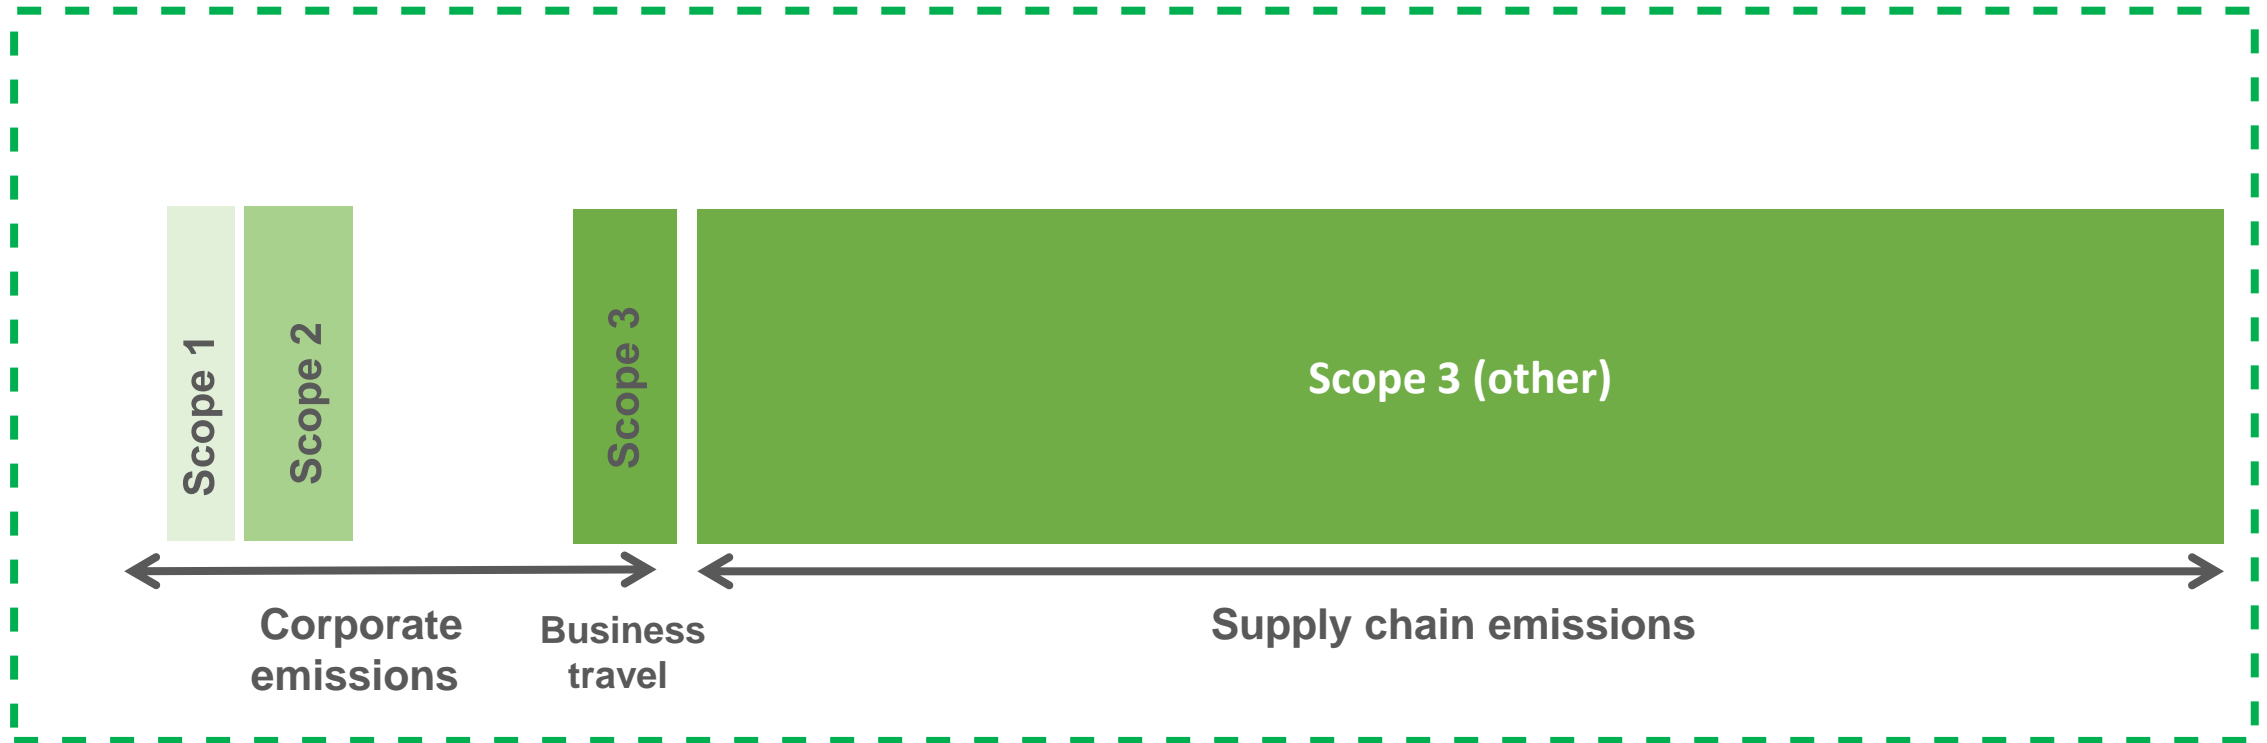 Scope 1
Scope 2
Scope 3
Scope 3 (other)
Corporate
emissions
Business
travel
Supply chain emissions